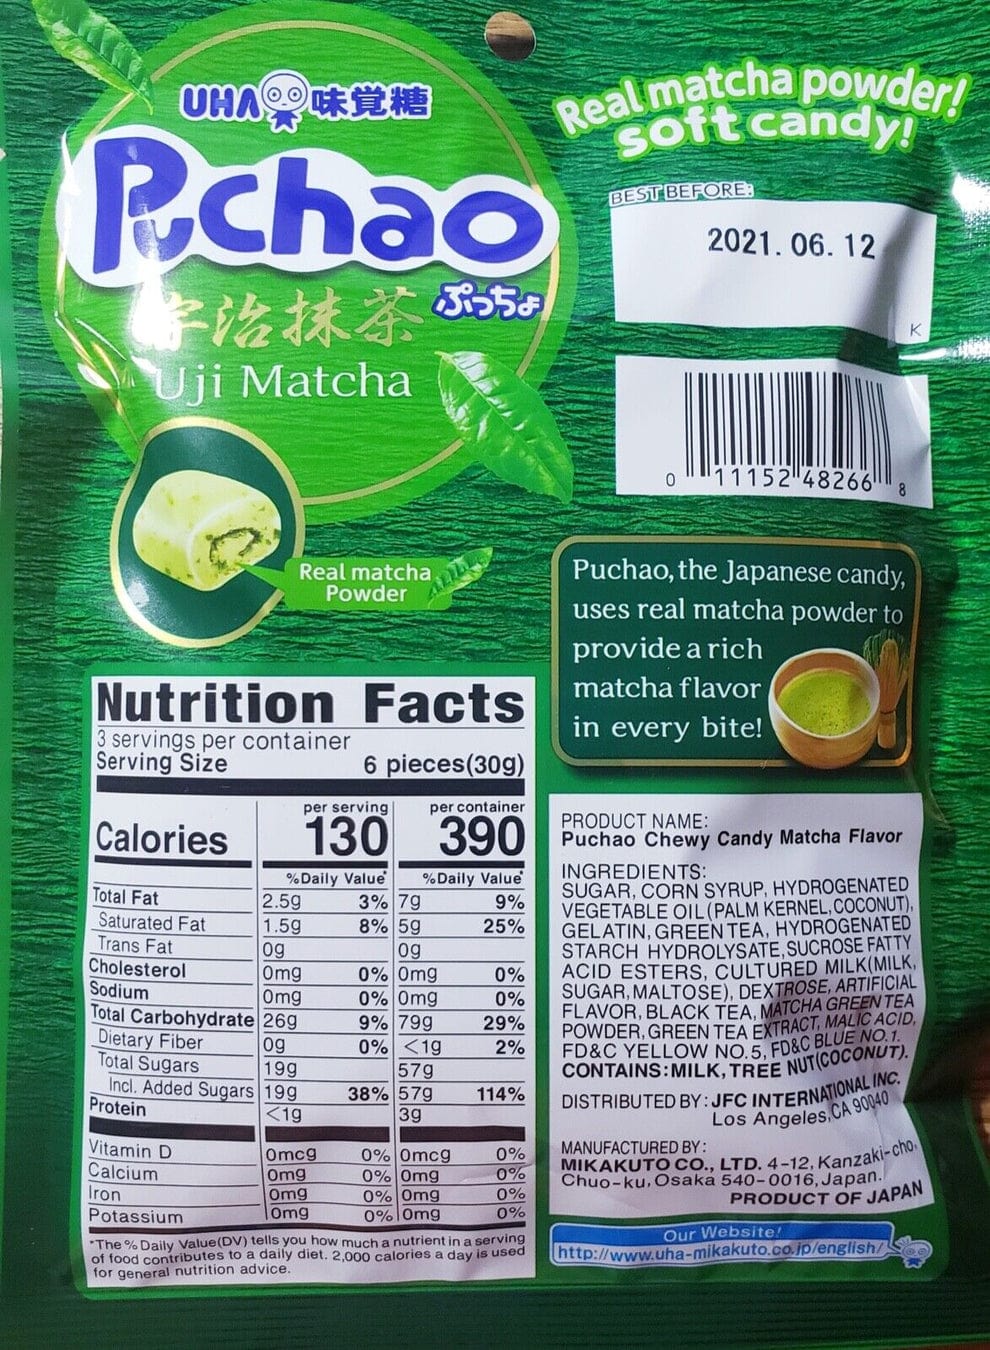 UHA味覚糖
Puchao
ぷっちょ
宇治抹茶
Uji Matcha
Real matcha
Powder
Real matcha powder!
soft candy!
BEST BEFORE:
2021. 06. 12
K
0 11152 48266 8
Puchao, the Japanese candy,
uses real matcha powder to
provide a rich
matcha flavor
in every bite!
Nutrition Facts
3 servings per container
Serving Size 6 pieces(30g)
per serving per container
Calories 130 390
%Daily Value* %Daily Value*
Total Fat 2.5g 3% 7g 9%
Saturated Fat 1.5g 8% 5g 25%
Trans Fat 0g 0g
Cholesterol 0mg 0% 0mg 0%
Sodium 0mg 0% 0mg 0%
Total Carbohydrate 26g 9% 79g 29%
Dietary Fiber 0g 0% <1g 2%
Total Sugars 19g 57g
Incl. Added Sugars 19g 38% 57g 114%
Protein <1g 3g
Vitamin D 0mcg 0% 0mcg 0%
Calcium 0mg 0% 0mg 0%
Iron 0mg 0% 0mg 0%
Potassium 0mg 0% 0mg 0%
*The % Daily Value(DV) tells you how much a nutrient in a serving
of food contributes to a daily diet. 2,000 calories a day is used
for general nutrition advice.
PRODUCT NAME:
Puchao Chewy Candy Matcha Flavor
INGREDIENTS:
SUGAR, CORN SYRUP, HYDROGENATED
VEGETABLE OIL(PALM KERNEL, COCONUT),
GELATIN, GREEN TEA, HYDROGENATED
STARCH HYDROLYSATE, SUCROSE FATTY
ACID ESTERS, CULTURED MILK(MILK,
SUGAR, MALTOSE), DEXTROSE, ARTIFICIAL
FLAVOR, BLACK TEA, MATCHA GREEN TEA
POWDER, GREEN TEA EXTRACT, MALIC ACID,
FD&C YELLOW NO.5, FD&C BLUE NO.1.
CONTAINS: MILK, TREE NUT(COCONUT).
DISTRIBUTED BY: JFC INTERNATIONAL INC.
Los Angeles, CA 90040
MANUFACTURED BY:
MIKAKUTO CO., LTD. 4-12, Kanzaki-cho,
Chuo-ku, Osaka 540-0016, Japan.
PRODUCT OF JAPAN
Our Website!
http://www.uha-mikakuto.co.jp/english/